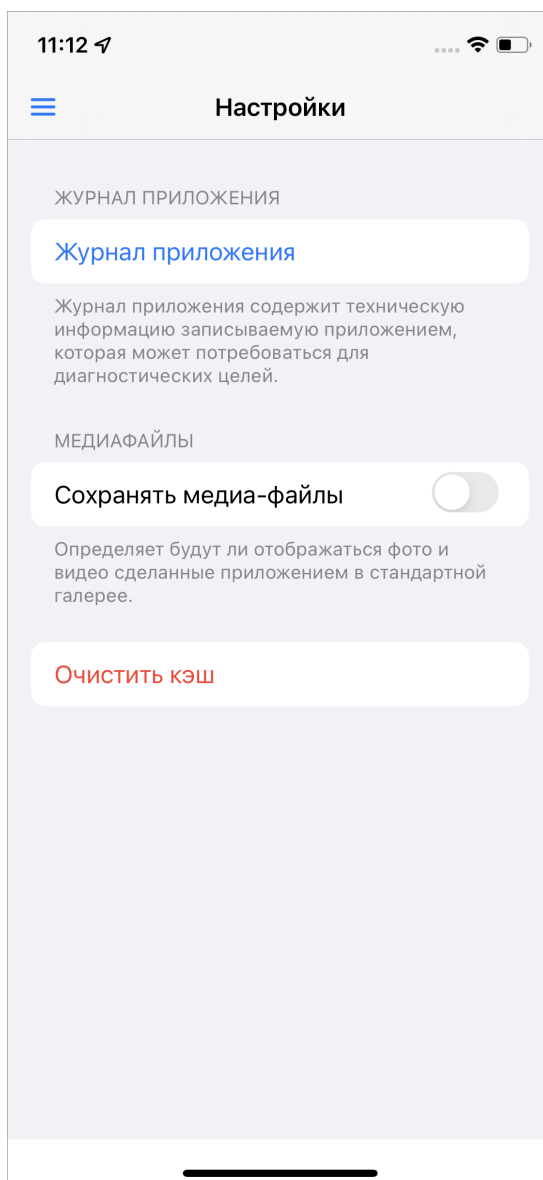 11:12
Настройки
ЖУРНАЛ ПРИЛОЖЕНИЯ
Журнал приложения
Журнал приложения содержит техническую
информацию записываемую приложением,
которая может потребоваться для
диагностических целей.
МЕДИАФАЙЛЫ
Сохранять медиа-файлы
Определяет будут ли отображаться фото и
видео сделанные приложением в стандартной
галерее.
Очистить кэш